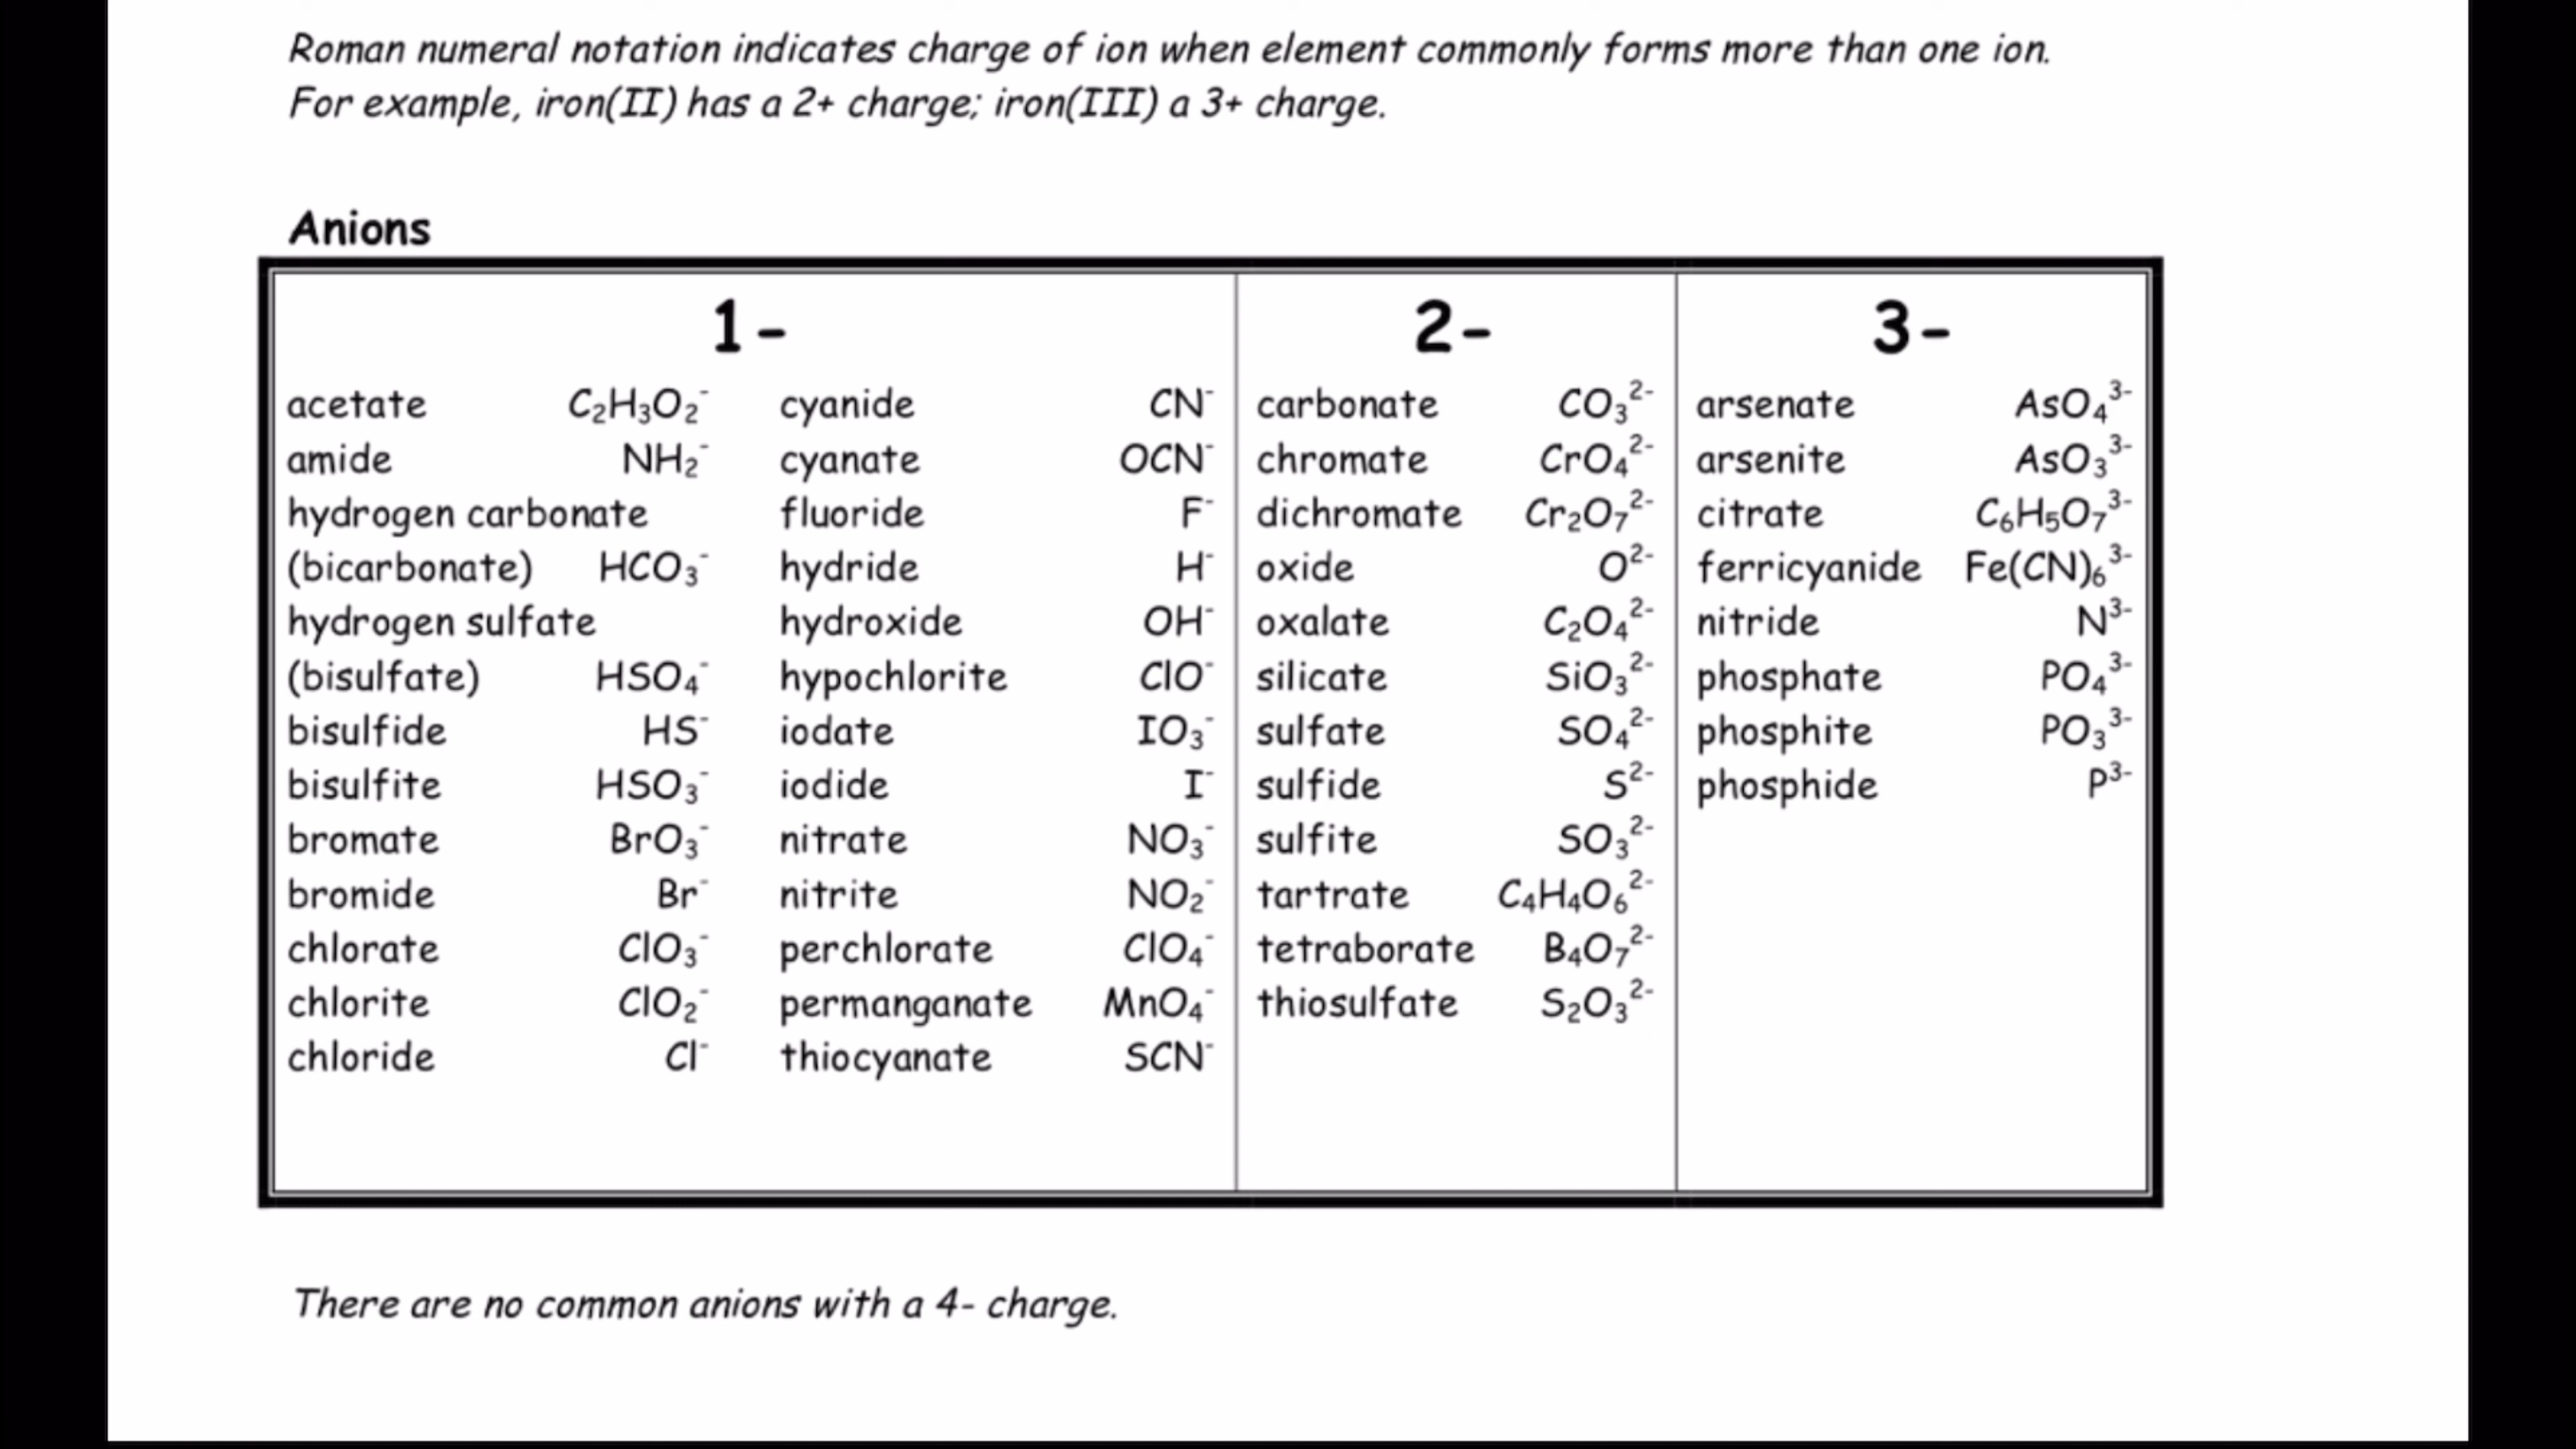 Roman numeral notation indicates charge of ion when element commonly forms more than one ion.
For example, iron(II) has a 2+ charge; iron(III) a 3+ charge.
Anions
1-
acetate C₂H₃O₂⁻ cyanide CN⁻
amide NH₂⁻ cyanate OCN⁻
hydrogen carbonate fluoride F⁻
(bicarbonate) HCO₃⁻ hydride H⁻
hydrogen sulfate hydroxide OH⁻
(bisulfate) HSO₄⁻ hypochlorite ClO⁻
bisulfide HS⁻ iodate IO₃⁻
bisulfite HSO₃⁻ iodide I⁻
bromate BrO₃⁻ nitrate NO₃⁻
bromide Br⁻ nitrite NO₂⁻
chlorate ClO₃⁻ perchlorate ClO₄⁻
chlorite ClO₂⁻ permanganate MnO₄⁻
chloride Cl⁻ thiocyanate SCN⁻
2-
carbonate CO₃²⁻
chromate CrO₄²⁻
dichromate Cr₂O₇²⁻
oxide O²⁻
oxalate C₂O₄²⁻
silicate SiO₃²⁻
sulfate SO₄²⁻
sulfide S²⁻
sulfite SO₃²⁻
tartrate C₄H₄O₆²⁻
tetraborate B₄O₇²⁻
thiosulfate S₂O₃²⁻
3-
arsenate AsO₄³⁻
arsenite AsO₃³⁻
citrate C₆H₅O₇³⁻
ferricyanide Fe(CN)₆³⁻
nitride N³⁻
phosphate PO₄³⁻
phosphite PO₃³⁻
phosphide P³⁻
There are no common anions with a 4- charge.